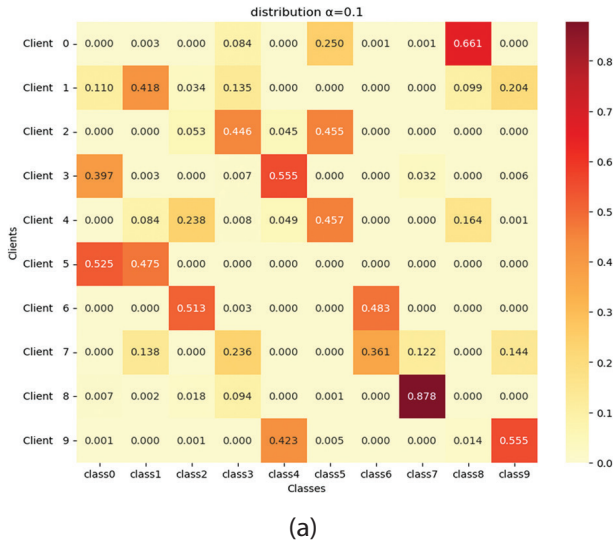 distribution α=0.1
Client 0 0.000 0.003 0.000 0.084 0.000 0.250 0.001 0.001 0.661 0.000
Client 1 0.110 0.418 0.034 0.135 0.000 0.000 0.000 0.000 0.099 0.204
Client 2 0.000 0.000 0.053 0.446 0.045 0.455 0.000 0.000 0.000 0.000
Client 3 0.397 0.003 0.000 0.007 0.555 0.000 0.000 0.032 0.000 0.006
Client 4 0.000 0.084 0.238 0.008 0.049 0.457 0.000 0.000 0.164 0.001
Client 5 0.525 0.475 0.000 0.000 0.000 0.000 0.000 0.000 0.000 0.000
Client 6 0.000 0.000 0.513 0.003 0.000 0.000 0.483 0.000 0.000 0.000
Client 7 0.000 0.138 0.000 0.236 0.000 0.000 0.361 0.122 0.000 0.144
Client 8 0.007 0.002 0.018 0.094 0.000 0.001 0.000 0.878 0.000 0.000
Client 9 0.001 0.000 0.001 0.000 0.423 0.005 0.000 0.000 0.014 0.555
class0 class1 class2 class3 class4 class5 class6 class7 class8 class9
Classes
Clients
0.8
0.7
0.6
0.5
0.4
0.3
0.2
0.1
0.0
(a)